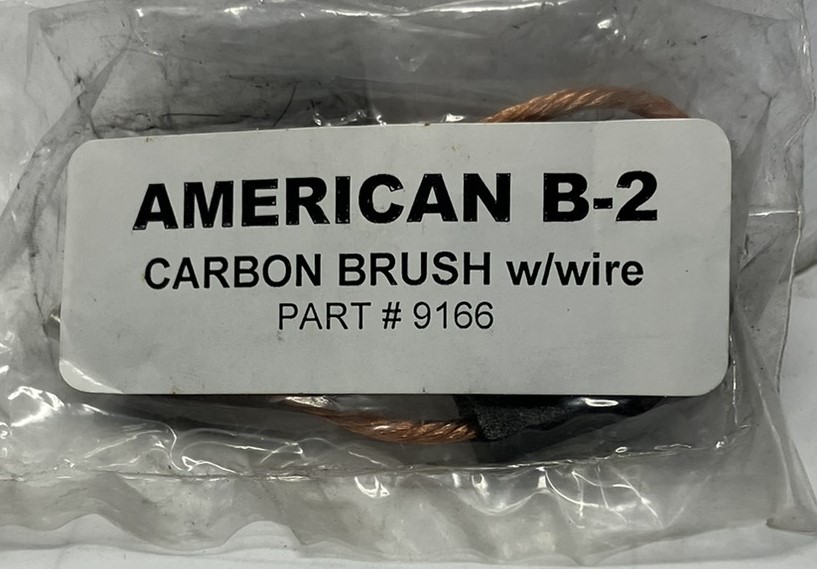 AMERICAN B-2
CARBON BRUSH w/wire
PART # 9166